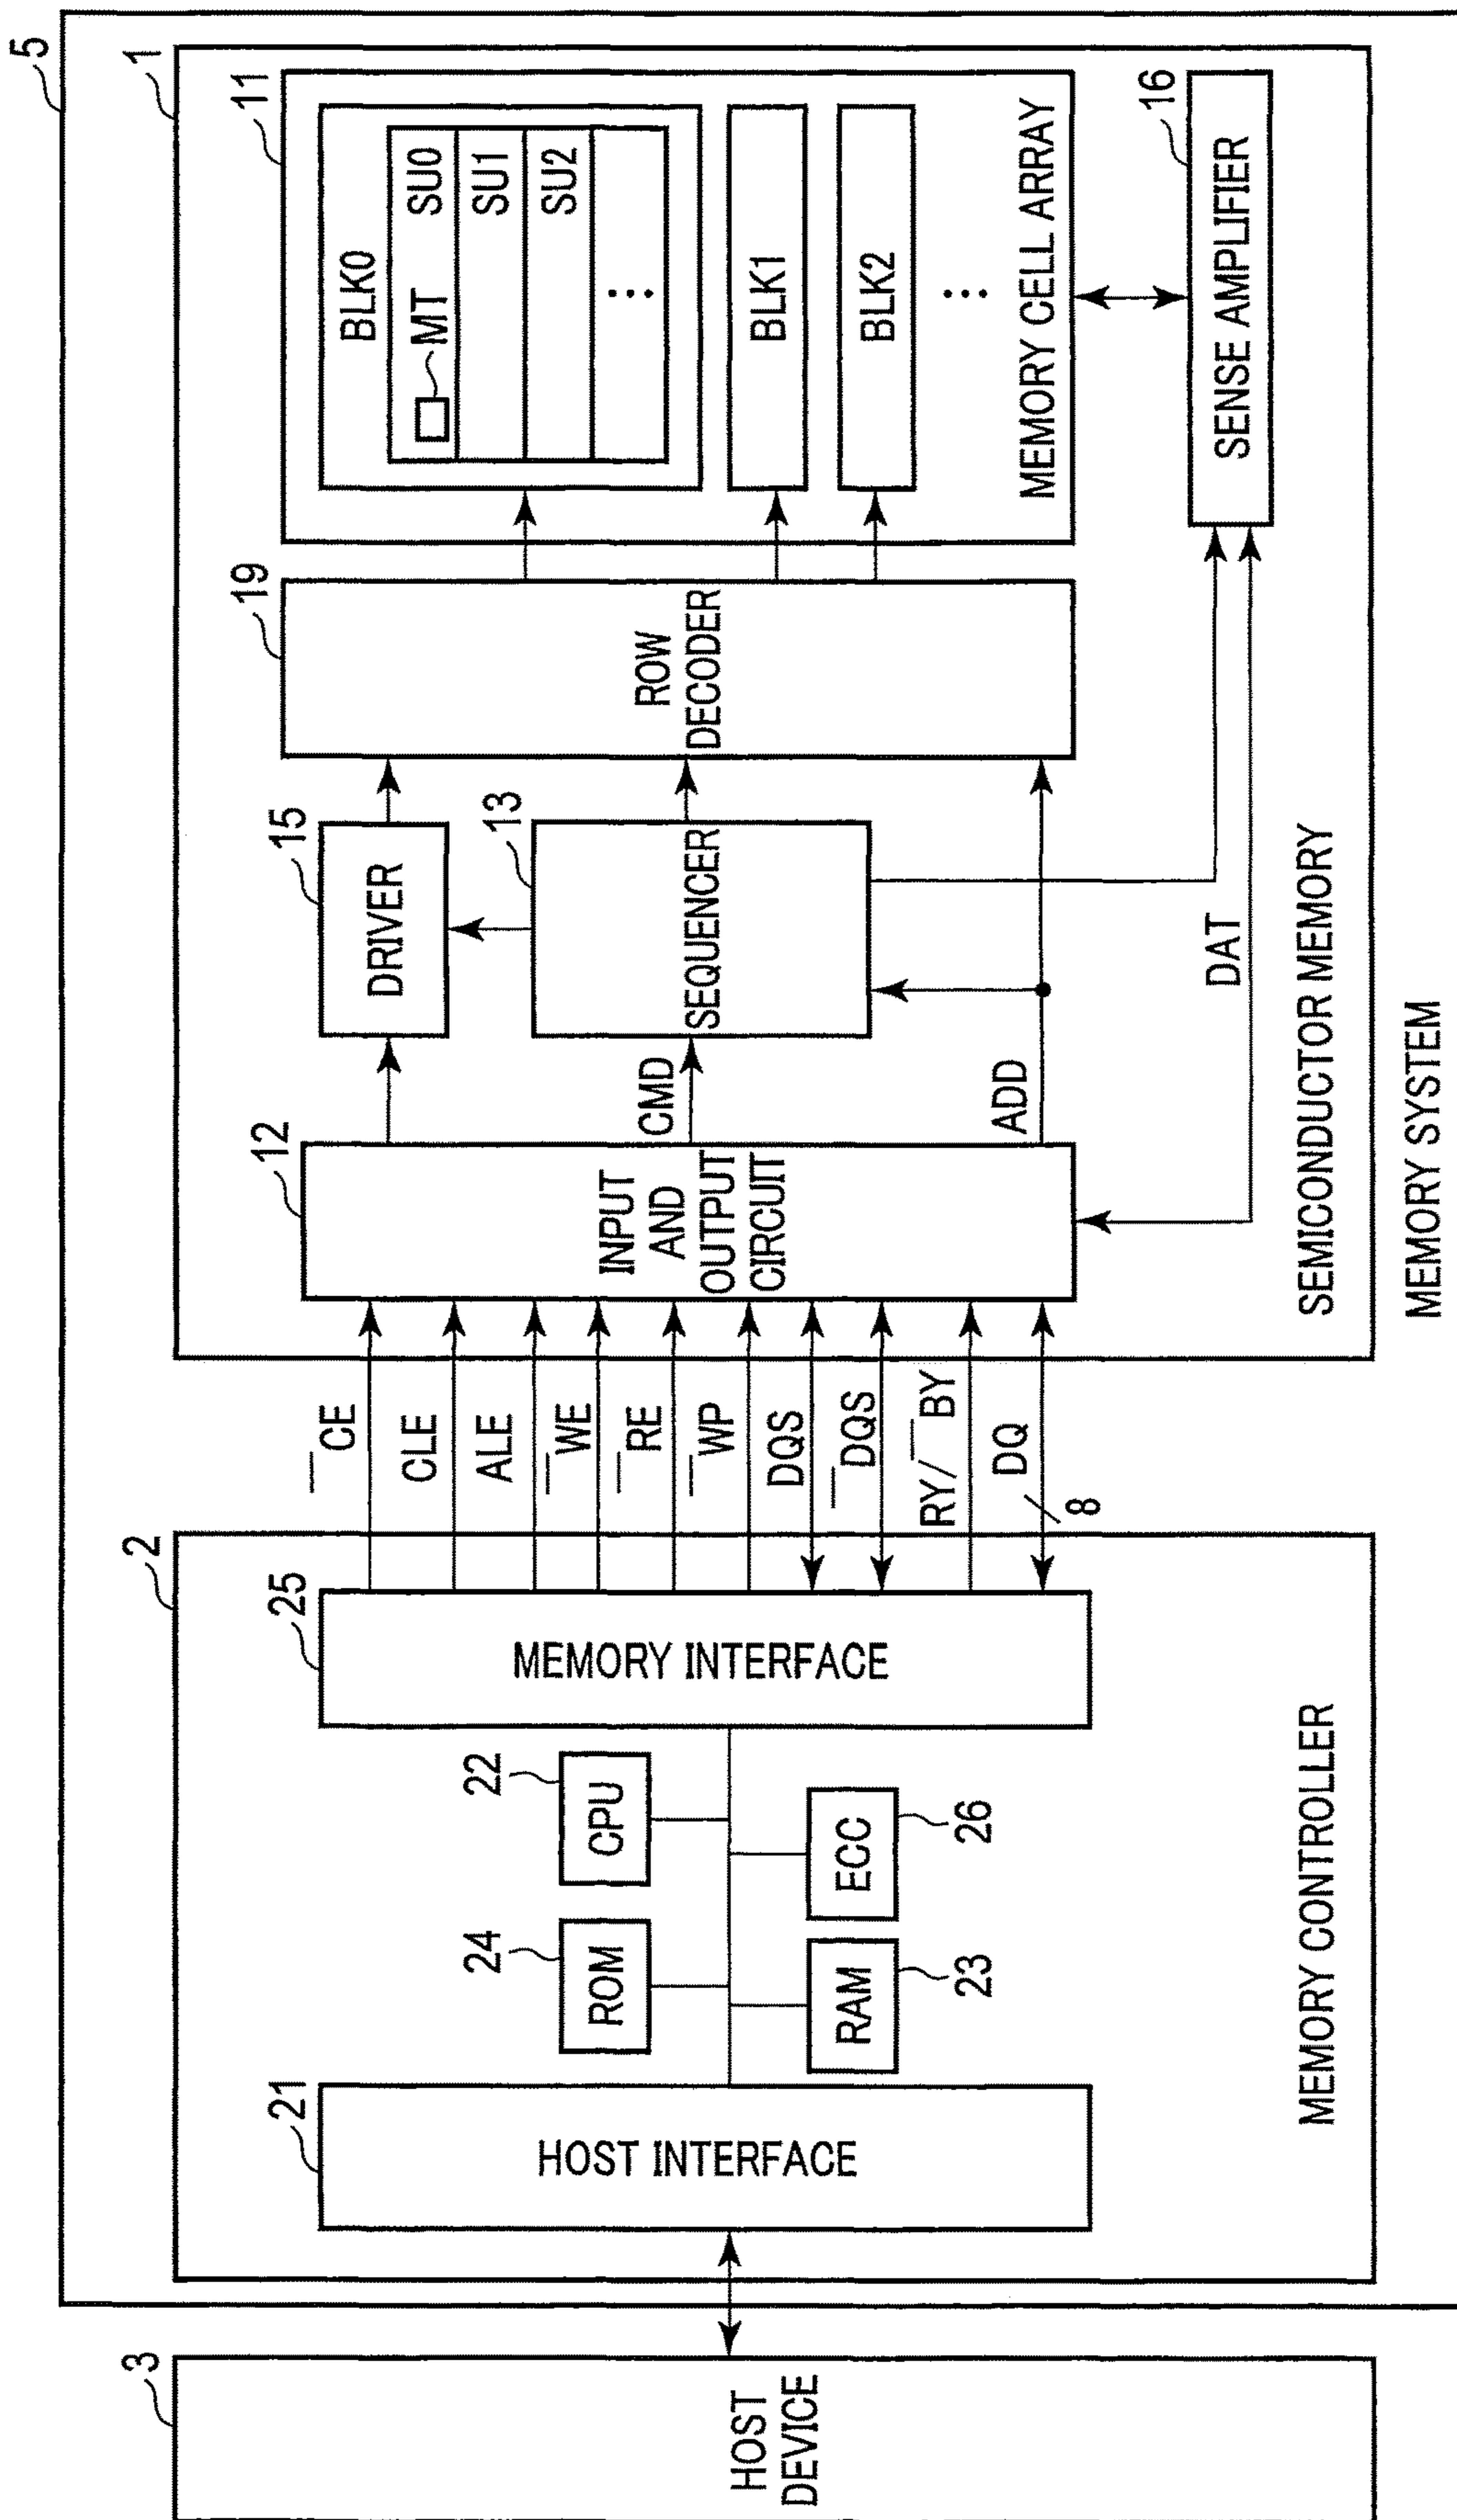 5
3
HOST
DEVICE
2
21
HOST INTERFACE
24
ROM
22
CPU
RAM
23
ECC
26
25
MEMORY INTERFACE
MEMORY CONTROLLER
‾CE
CLE
ALE
‾WE
‾RE
‾WP
DQS
‾DQS
RY/‾BY
DQ
8
1
12
INPUT
AND
OUTPUT
CIRCUIT
CMD
ADD
DAT
15
DRIVER
13
SEQUENCER
19
ROW
DECODER
11
BLK0
MT
SU0
SU1
SU2
⋮
BLK1
BLK2
⋮
MEMORY CELL ARRAY
16
SENSE AMPLIFIER
SEMICONDUCTOR MEMORY
MEMORY SYSTEM